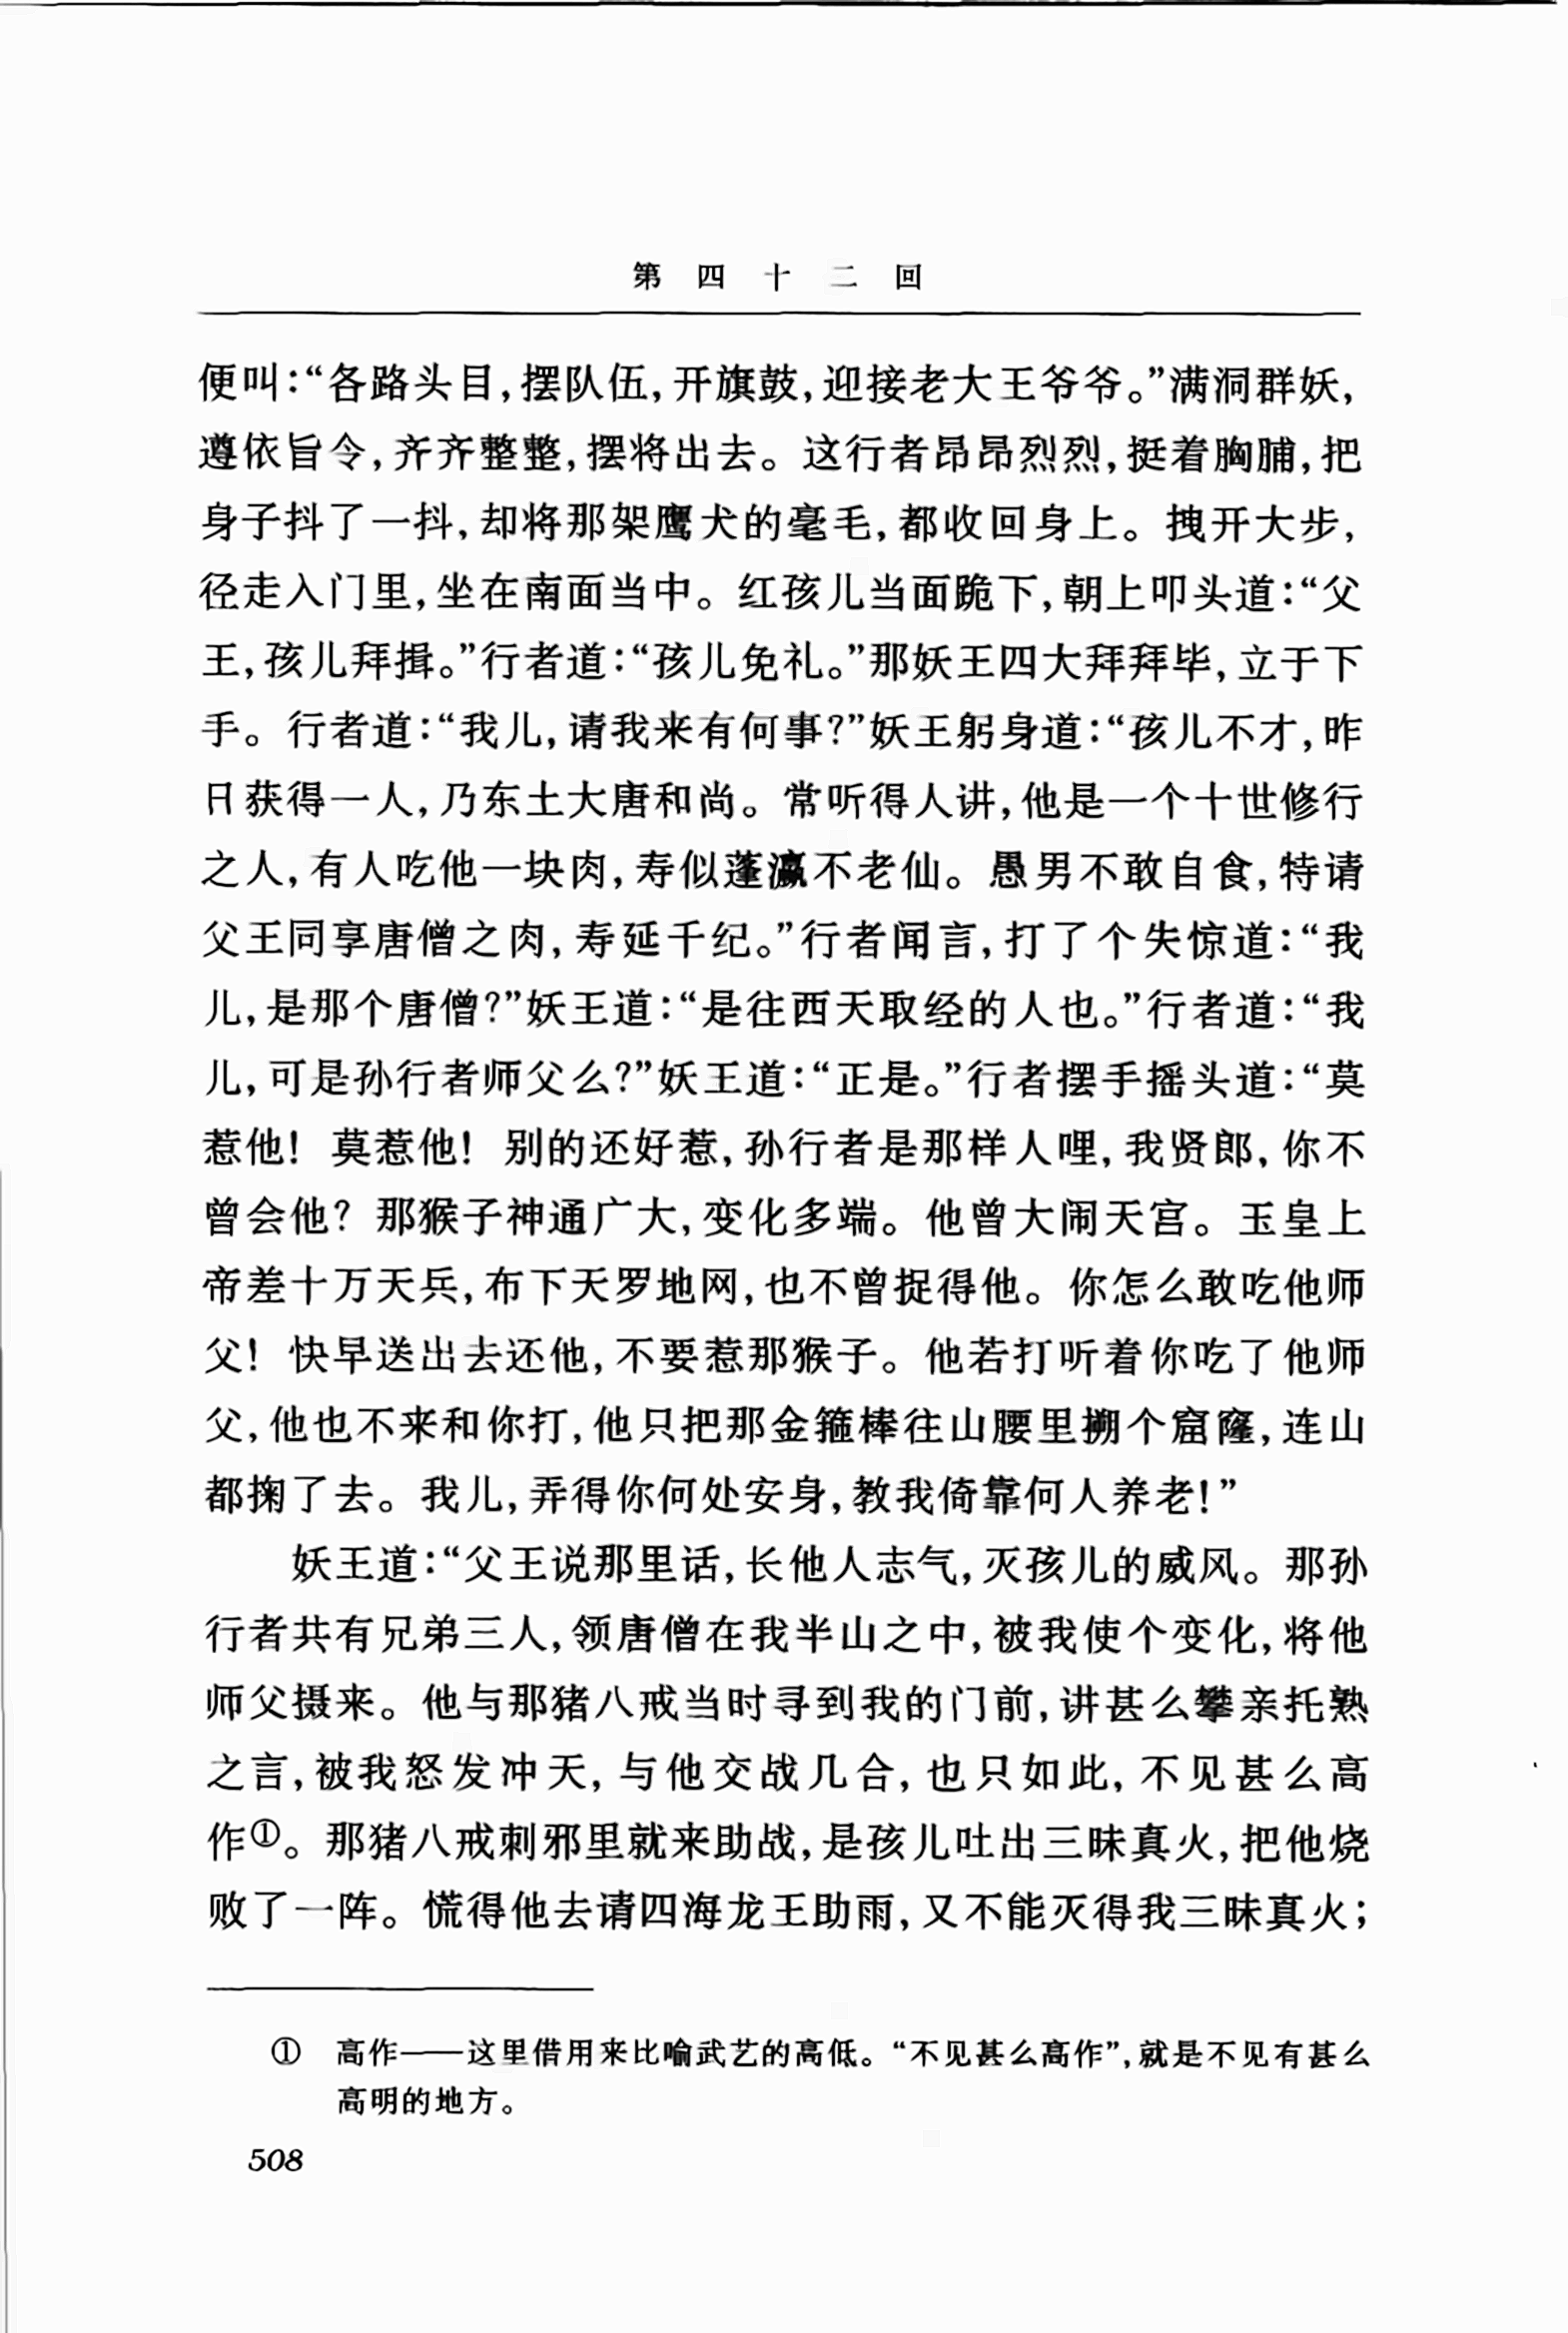 第四十二回
便叫：“各路头目，摆队伍，开旗鼓，迎接老大王爷爷。”满洞群妖，
遵依旨令，齐齐整整，摆将出去。这行者昂昂烈烈，挺着胸脯，把
身子抖了一抖，却将那架鹰犬的毫毛，都收回身上。拽开大步，
径走入门里，坐在南面当中。红孩儿当面跪下，朝上叩头道：“父
王，孩儿拜揖。”行者道：“孩儿免礼。”那妖王四大拜拜毕，立于下
手。行者道：“我儿，请我来有何事？”妖王躬身道：“孩儿不才，昨
日获得一人，乃东土大唐和尚。常听得人讲，他是一个十世修行
之人，有人吃他一块肉，寿似蓬瀛不老仙。愚男不敢自食，特请
父王同享唐僧之肉，寿延千纪。”行者闻言，打了个失惊道：“我
儿，是那个唐僧？”妖王道：“是往西天取经的人也。”行者道：“我
儿，可是孙行者师父么？”妖王道：“正是。”行者摆手摇头道：“莫
惹他！莫惹他！别的还好惹，孙行者是那样人哩，我贤郎，你不
曾会他？那猴子神通广大，变化多端。他曾大闹天宫。玉皇上
帝差十万天兵，布下天罗地网，也不曾捉得他。你怎么敢吃他师
父！快早送出去还他，不要惹那猴子。他若打听着你吃了他师
父，他也不来和你打，他只把那金箍棒往山腰里搠个窟窿，连山
都掬了去。我儿，弄得你何处安身，教我倚靠何人养老！”
妖王道：“父王说那里话，长他人志气，灭孩儿的威风。那孙
行者共有兄弟三人，领唐僧在我半山之中，被我使个变化，将他
师父摄来。他与那猪八戒当时寻到我的门前，讲甚么攀亲托熟
之言，被我怒发冲天，与他交战几合，也只如此，不见甚么高
作①。那猪八戒刺邪里就来助战，是孩儿吐出三昧真火，把他烧
败了一阵。慌得他去请四海龙王助雨，又不能灭得我三昧真火；
① 高作——这里借用来比喻武艺的高低。“不见甚么高作”，就是不见有甚么
高明的地方。
508